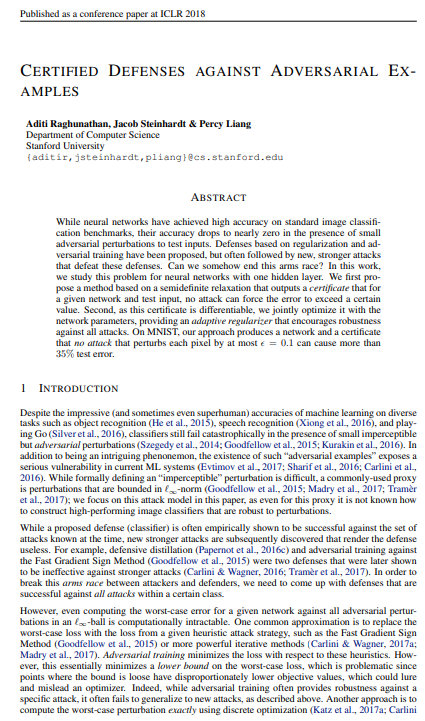 Published as a conference paper at ICLR 2018
CERTIFIED DEFENSES AGAINST ADVERSARIAL EX-
AMPLES
Aditi Raghunathan, Jacob Steinhardt & Percy Liang
Department of Computer Science
Stanford University
{aditir,jsteinhardt,pliang}@cs.stanford.edu
ABSTRACT
While neural networks have achieved high accuracy on standard image classifi-
cation benchmarks, their accuracy drops to nearly zero in the presence of small
adversarial perturbations to test inputs. Defenses based on regularization and ad-
versarial training have been proposed, but often followed by new, stronger attacks
that defeat these defenses. Can we somehow end this arms race? In this work,
we study this problem for neural networks with one hidden layer. We first pro-
pose a method based on a semidefinite relaxation that outputs a certificate that for
a given network and test input, no attack can force the error to exceed a certain
value. Second, as this certificate is differentiable, we jointly optimize it with the
network parameters, providing an adaptive regularizer that encourages robustness
against all attacks. On MNIST, our approach produces a network and a certificate
that no attack that perturbs each pixel by at most ϵ = 0.1 can cause more than
35% test error.
1 INTRODUCTION
Despite the impressive (and sometimes even superhuman) accuracies of machine learning on diverse
tasks such as object recognition (He et al., 2015), speech recognition (Xiong et al., 2016), and play-
ing Go (Silver et al., 2016), classifiers still fail catastrophically in the presence of small imperceptible
but adversarial perturbations (Szegedy et al., 2014; Goodfellow et al., 2015; Kurakin et al., 2016). In
addition to being an intriguing phenomenon, the existence of such “adversarial examples” exposes a
serious vulnerability in current ML systems (Evtimov et al., 2017; Sharif et al., 2016; Carlini et al.,
2016). While formally defining an “imperceptible” perturbation is difficult, a commonly-used proxy
is perturbations that are bounded in ℓ∞-norm (Goodfellow et al., 2015; Madry et al., 2017; Tramèr
et al., 2017); we focus on this attack model in this paper, as even for this proxy it is not known how
to construct high-performing image classifiers that are robust to perturbations.
While a proposed defense (classifier) is often empirically shown to be successful against the set of
attacks known at the time, new stronger attacks are subsequently discovered that render the defense
useless. For example, defensive distillation (Papernot et al., 2016c) and adversarial training against
the Fast Gradient Sign Method (Goodfellow et al., 2015) were two defenses that were later shown
to be ineffective against stronger attacks (Carlini & Wagner, 2016; Tramèr et al., 2017). In order to
break this arms race between attackers and defenders, we need to come up with defenses that are
successful against all attacks within a certain class.
However, even computing the worst-case error for a given network against all adversarial pertur-
bations in an ℓ∞-ball is computationally intractable. One common approximation is to replace the
worst-case loss with the loss from a given heuristic attack strategy, such as the Fast Gradient Sign
Method (Goodfellow et al., 2015) or more powerful iterative methods (Carlini & Wagner, 2017a;
Madry et al., 2017). Adversarial training minimizes the loss with respect to these heuristics. How-
ever, this essentially minimizes a lower bound on the worst-case loss, which is problematic since
points where the bound is loose have disproportionately lower objective values, which could lure
and mislead an optimizer. Indeed, while adversarial training often provides robustness against a
specific attack, it often fails to generalize to new attacks, as described above. Another approach is to
compute the worst-case perturbation exactly using discrete optimization (Katz et al., 2017a; Carlini